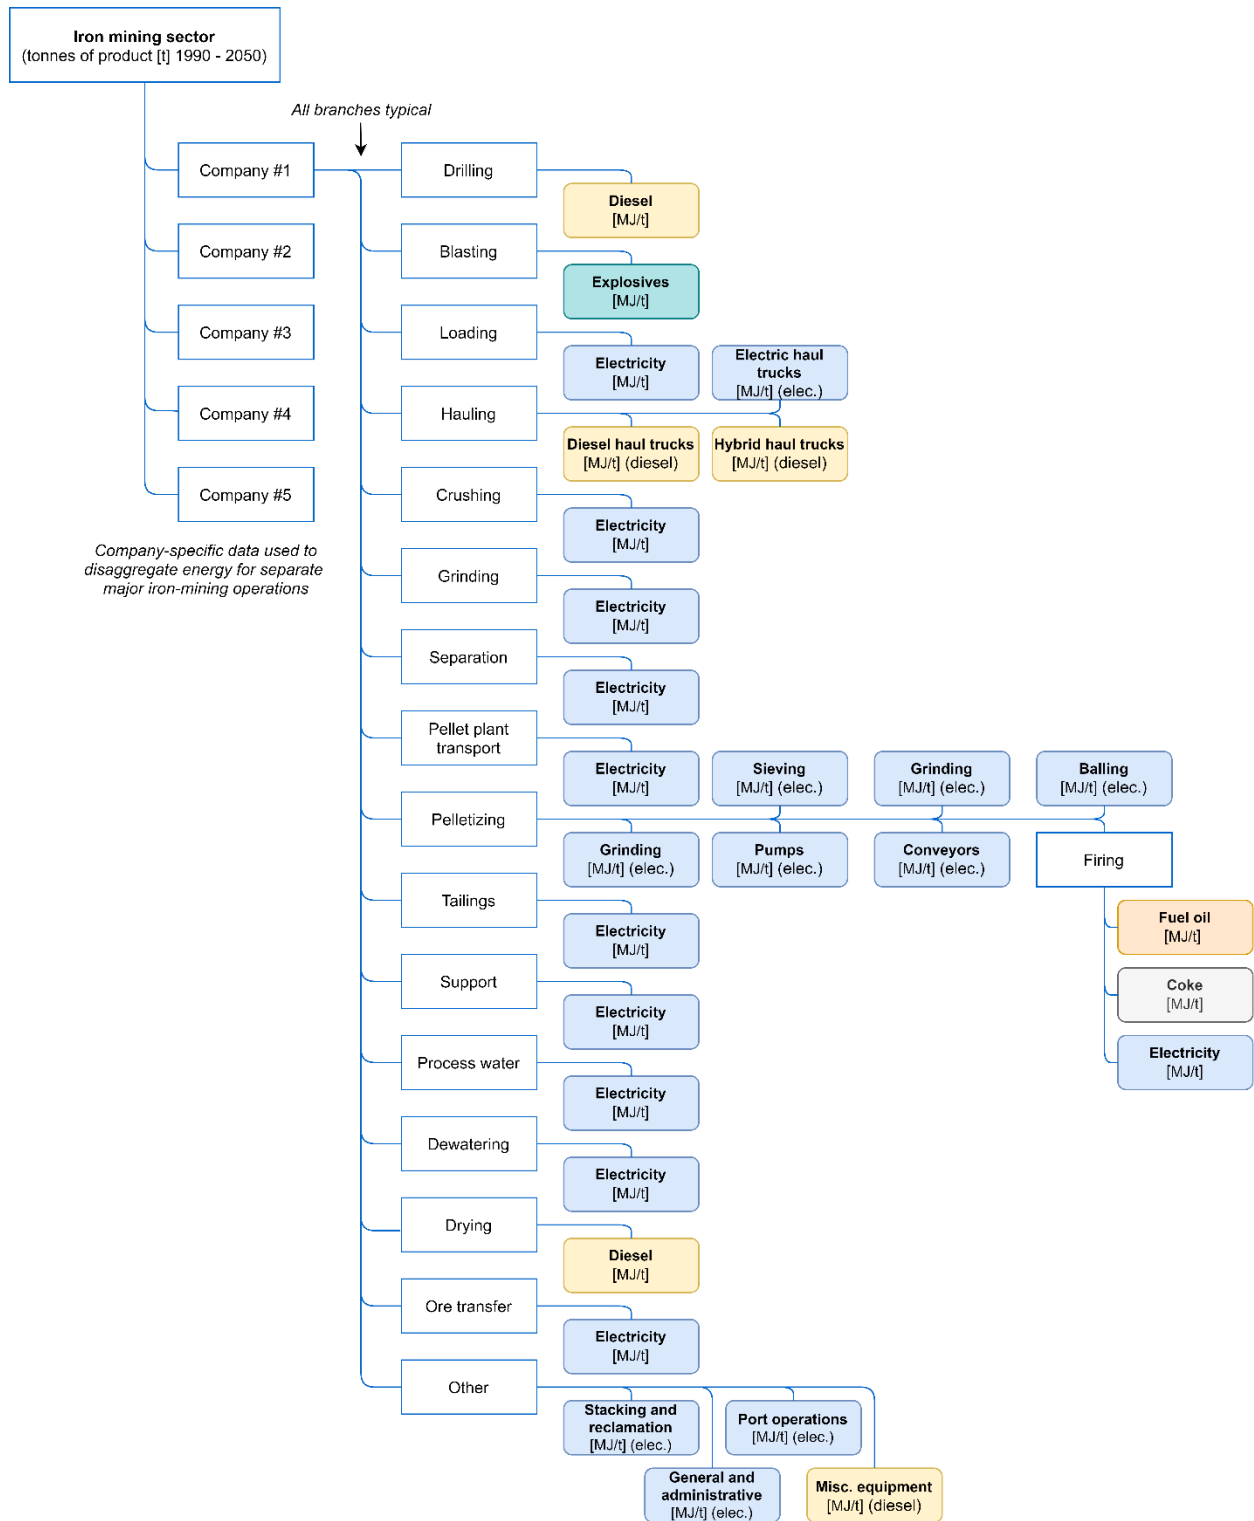 Iron mining sector
(tonnes of product [t] 1990 - 2050)
All branches typical
Company #1
Drilling
Diesel
[MJ/t]
Company #2
Blasting
Explosives
[MJ/t]
Company #3
Loading
Electricity
[MJ/t]
Electric haul
trucks
[MJ/t] (elec.)
Company #4
Hauling
Diesel haul trucks
[MJ/t] (diesel)
Hybrid haul trucks
[MJ/t] (diesel)
Company #5
Crushing
Electricity
[MJ/t]
Company-specific data used to
disaggregate energy for separate
major iron-mining operations
Grinding
Electricity
[MJ/t]
Separation
Electricity
[MJ/t]
Pellet plant
transport
Electricity
[MJ/t]
Sieving
[MJ/t] (elec.)
Grinding
[MJ/t] (elec.)
Balling
[MJ/t] (elec.)
Pelletizing
Grinding
[MJ/t] (elec.)
Pumps
[MJ/t] (elec.)
Conveyors
[MJ/t] (elec.)
Firing
Fuel oil
[MJ/t]
Coke
[MJ/t]
Electricity
[MJ/t]
Tailings
Electricity
[MJ/t]
Support
Electricity
[MJ/t]
Process water
Electricity
[MJ/t]
Dewatering
Electricity
[MJ/t]
Drying
Diesel
[MJ/t]
Ore transfer
Electricity
[MJ/t]
Other
Stacking and
reclamation
[MJ/t] (elec.)
Port operations
[MJ/t] (elec.)
General and
administrative
[MJ/t] (elec.)
Misc. equipment
[MJ/t] (diesel)